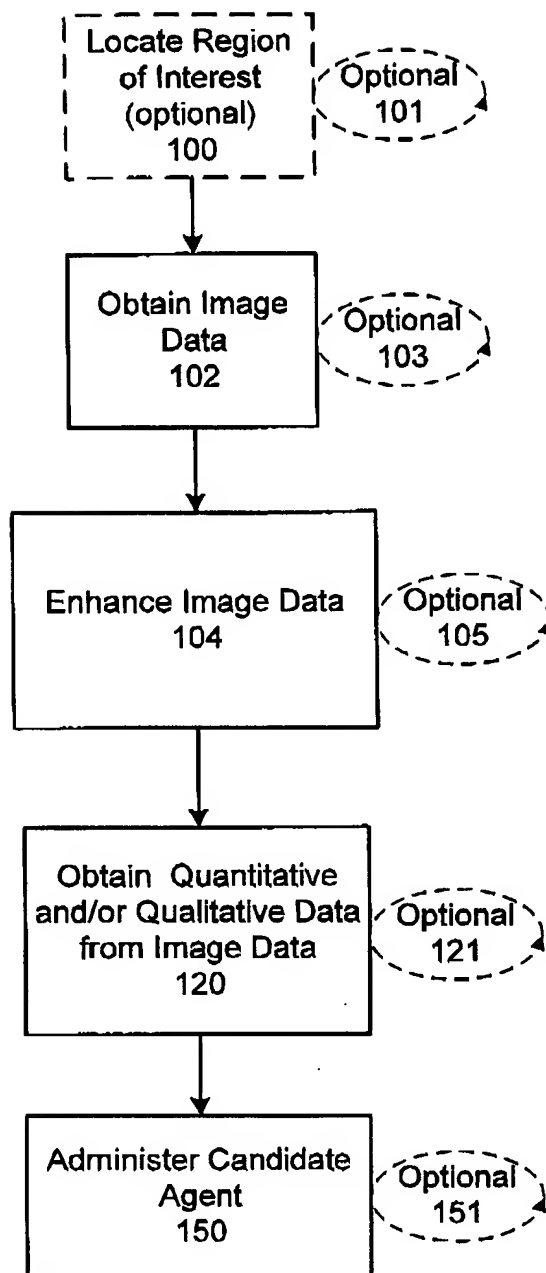 Locate Region
of Interest
(optional)
100
Optional
101
Obtain Image
Data
102
Optional
103
Enhance Image Data
104
Optional
105
Obtain Quantitative
and/or Qualitative Data
from Image Data
120
Optional
121
Administer Candidate
Agent
150
Optional
151